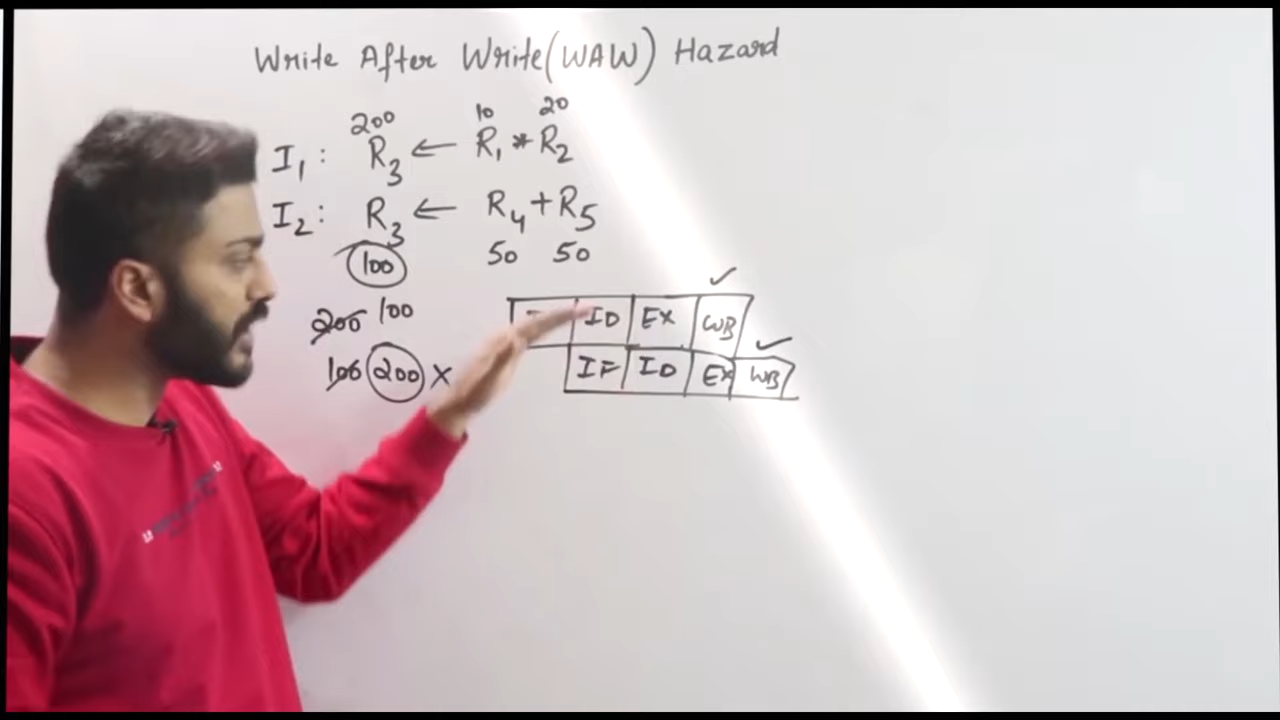 Write After Write (WAW) Hazard
200 10 20
I1: R3 ← R1 * R2
I2: R3 ← R4 + R5
100 50 50
200 100
100 200 ×
ID EX WB
IF ID EX WB